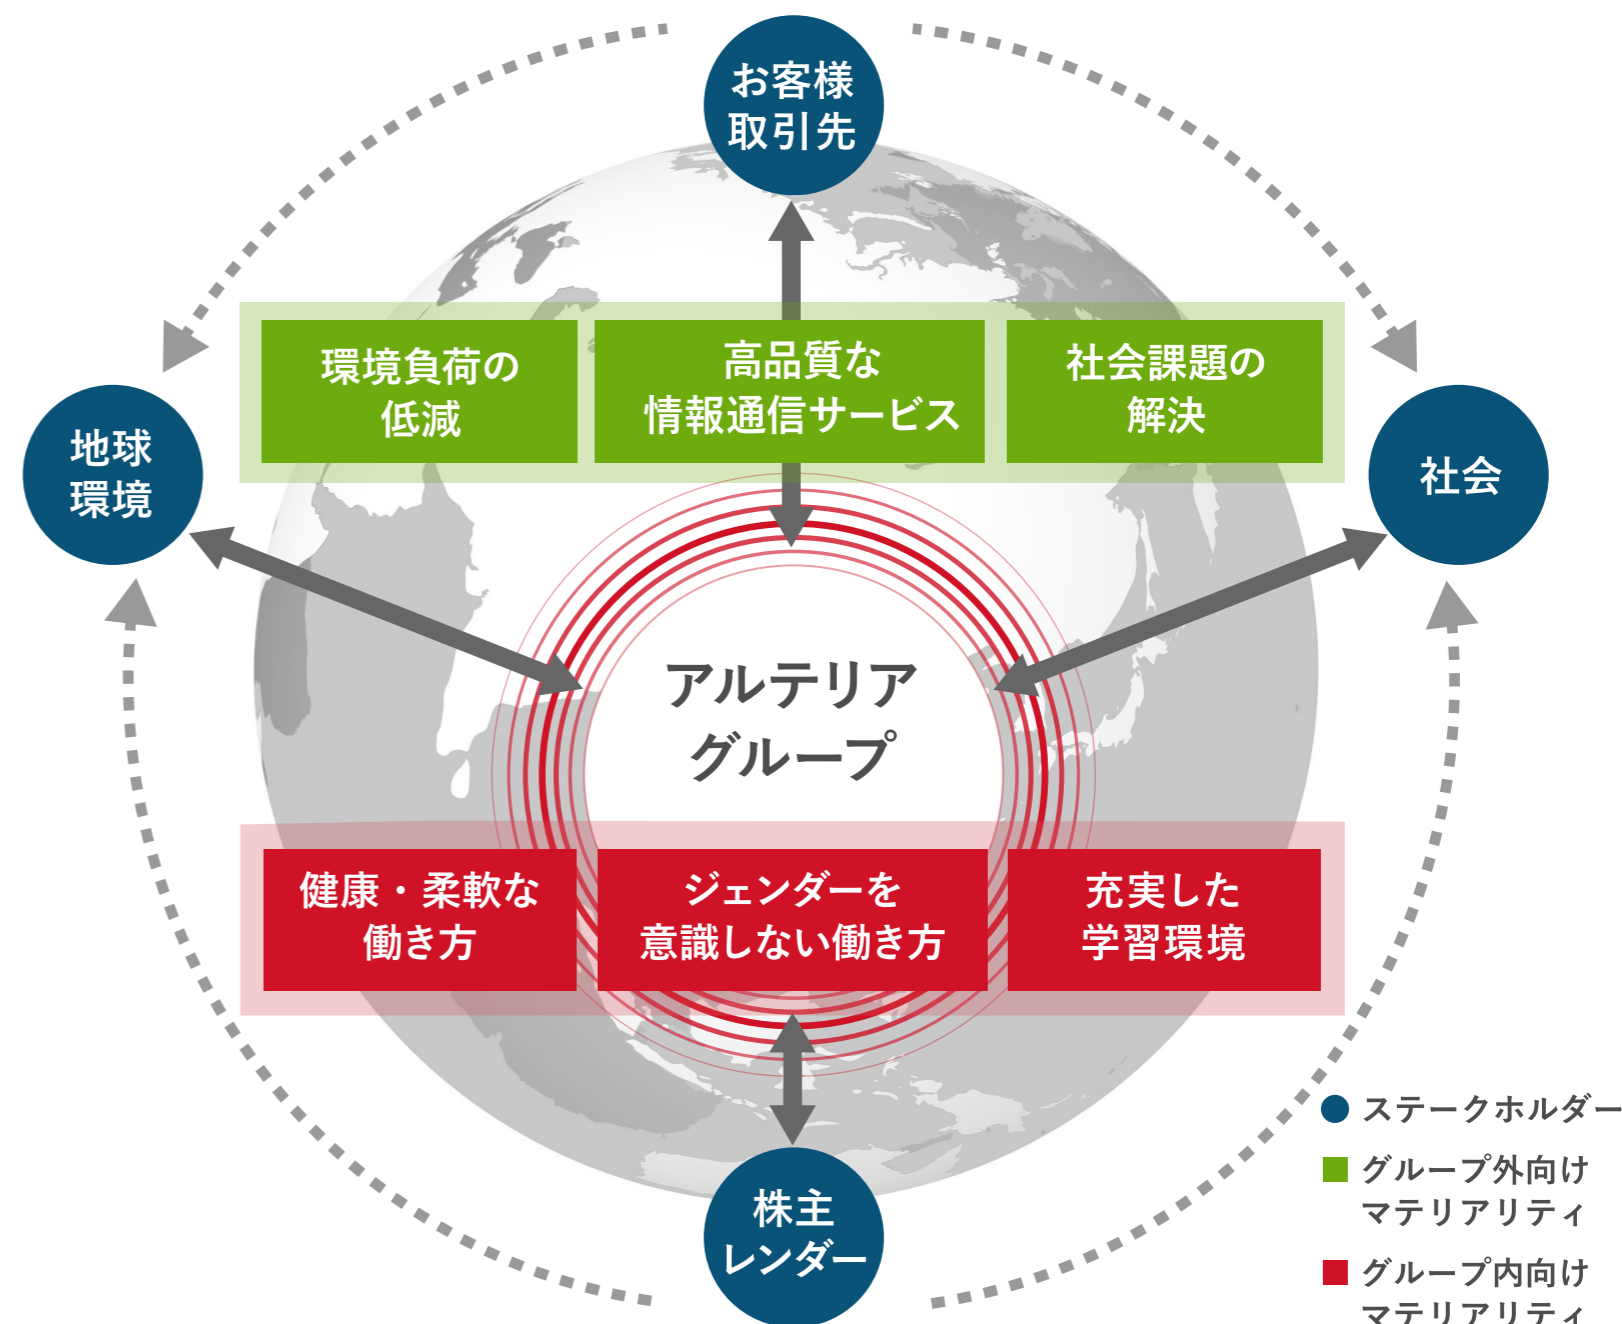 お客様
取引先
環境負荷の
低減
高品質な
情報通信サービス
社会課題の
解決
地球
環境
社会
アルテリア
グループ
健康・柔軟な
働き方
ジェンダーを
意識しない働き方
充実した
学習環境
株主
レンダー
ステークホルダー
グループ外向け
マテリアリティ
グループ内向け
マテリアリティ